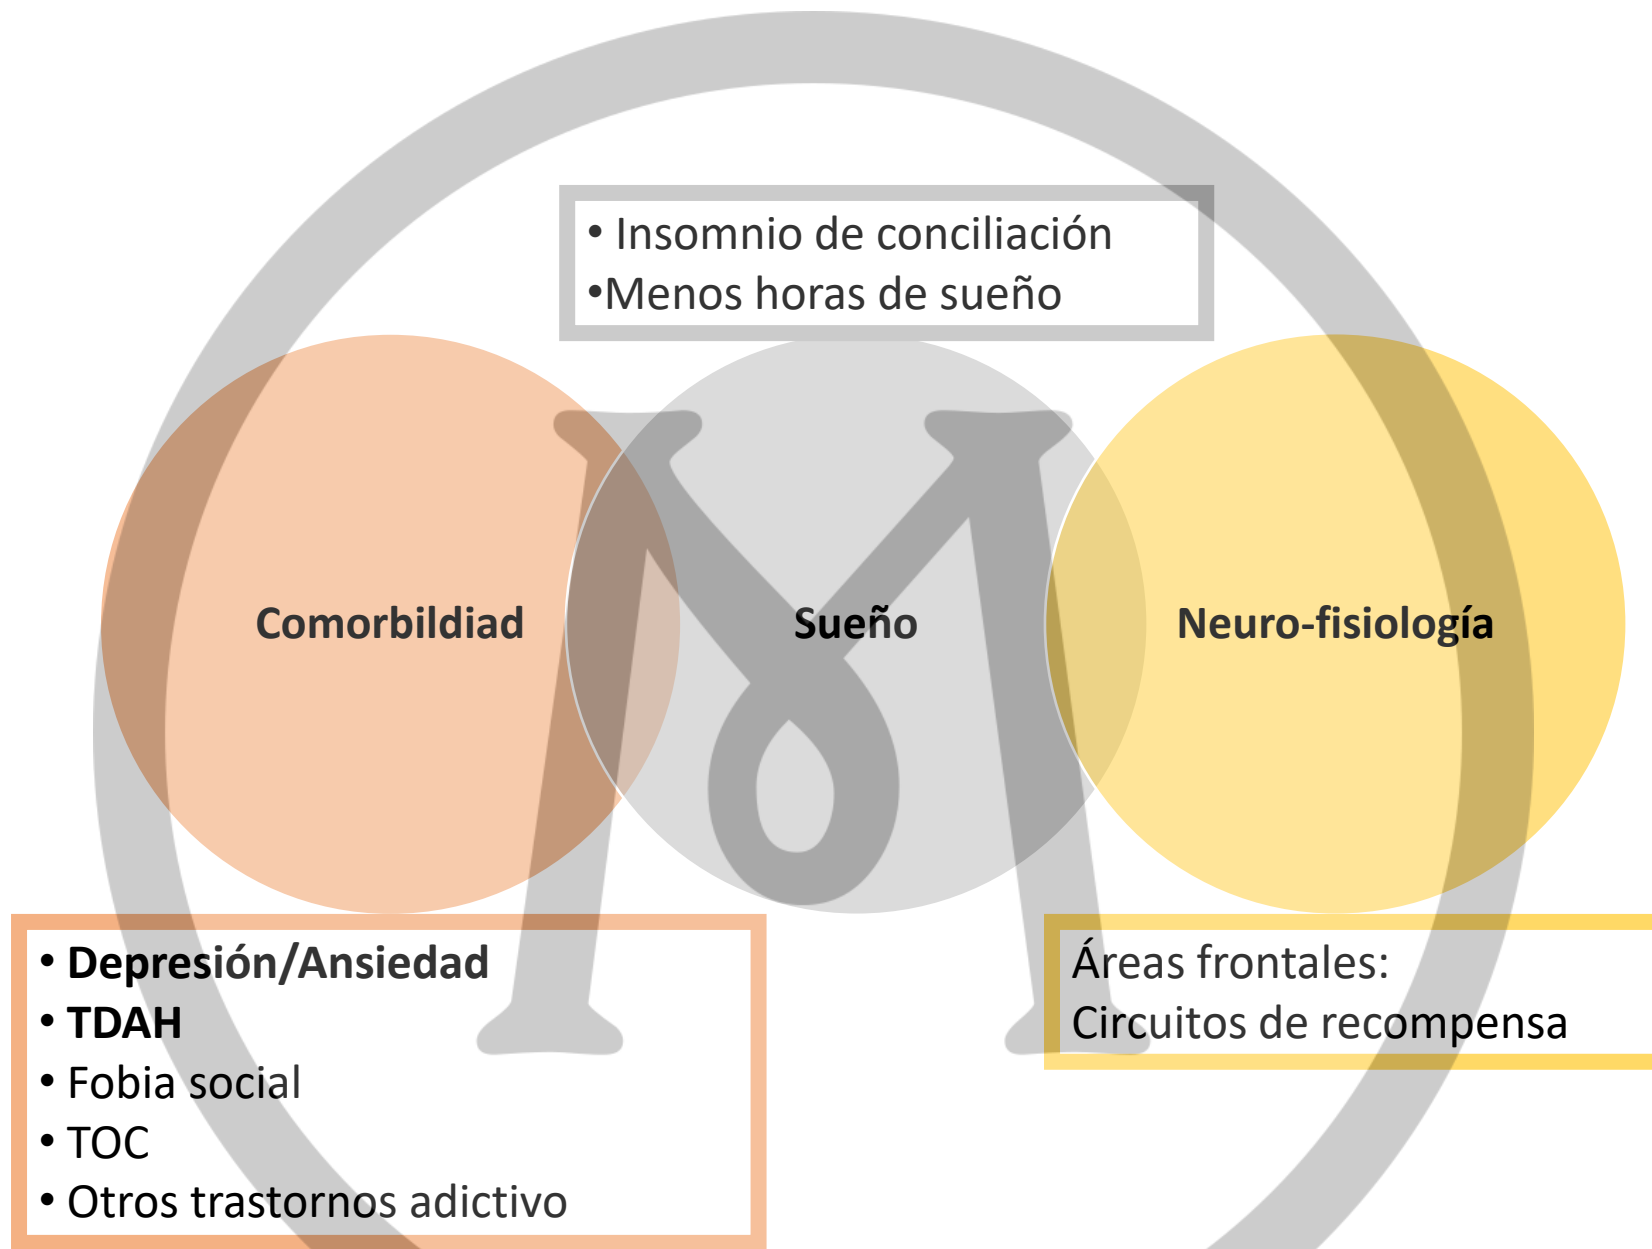 • Insomnio de conciliación
•Menos horas de sueño
Comorbildiad
Sueño
Neuro-fisiología
• Depresión/Ansiedad
• TDAH
• Fobia social
• TOC
• Otros trastornos adictivo
Áreas frontales:
Circuitos de recompensa